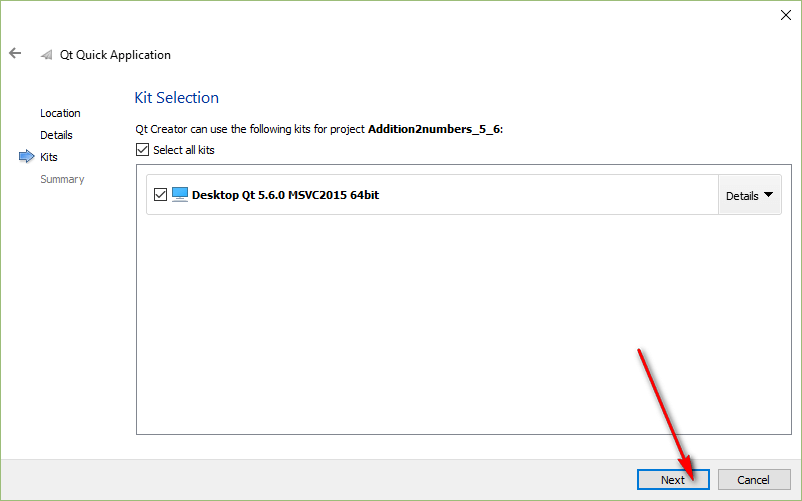 Qt Quick Application
Location
Details
Kits
Summary
Kit Selection
Qt Creator can use the following kits for project Addition2numbers_5_6:
Select all kits
Desktop Qt 5.6.0 MSVC2015 64bit
Details
Next
Cancel